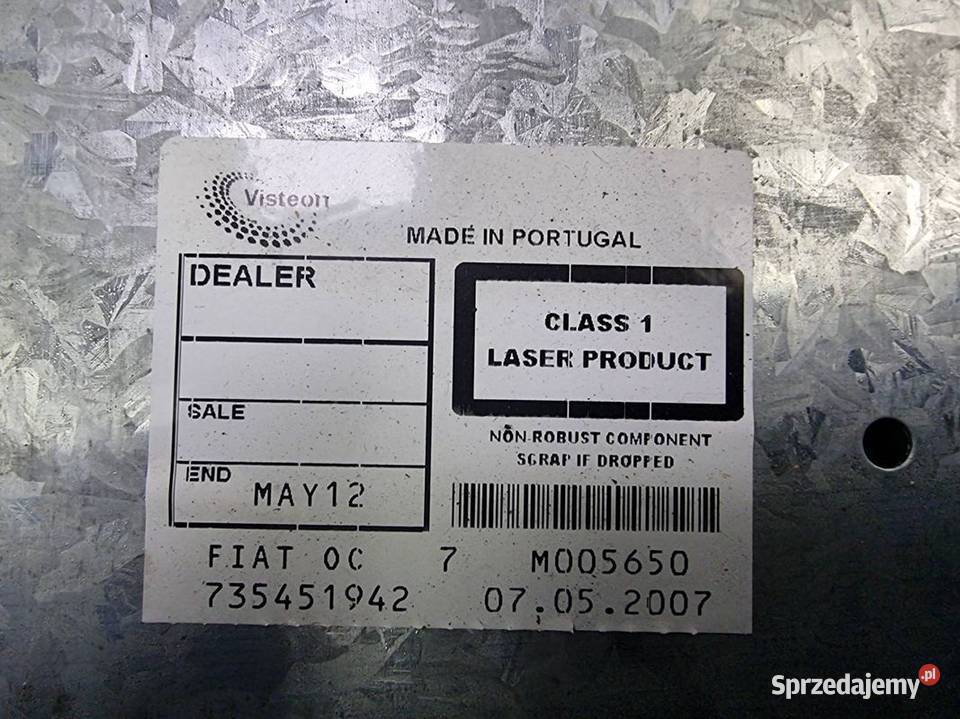 Visteon
MADE IN PORTUGAL
DEALER
CLASS 1
LASER PRODUCT
SALE
NON-ROBUST COMPONENT
SCRAP IF DROPPED
END
MAY12
FIAT OC 7 M005650
735451942 07.05.2007
Sprzedajemy.pl